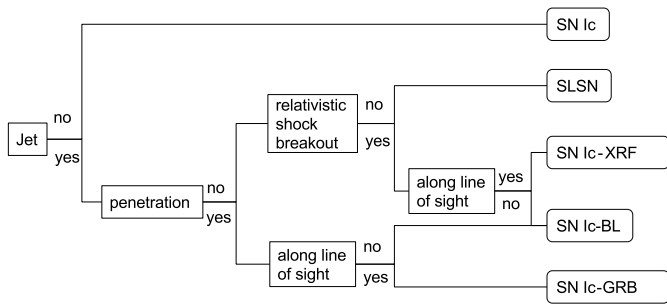 SN Ic
no
Jet
yes
relativistic
shock
breakout
no
yes
SLSN
penetration
no
yes
along line
of sight
yes
no
SN Ic-XRF
along line
of sight
no
yes
SN Ic-BL
SN Ic-GRB